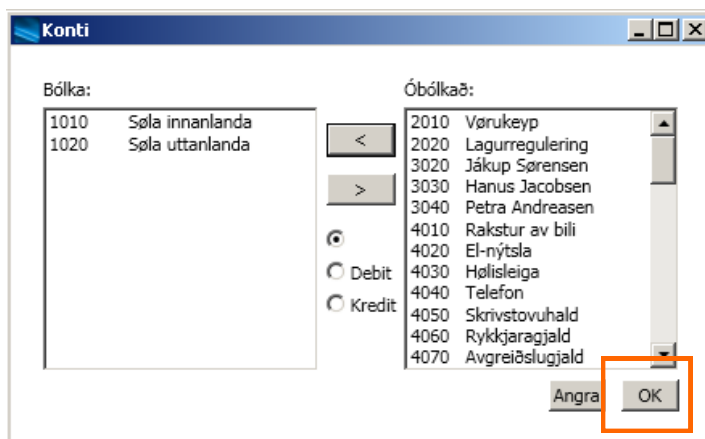 Konti
Bólka:
1010 Søla innanlanda
1020 Søla uttanlanda
<
>
Debit
Kredit
Óbólkað:
2010 Vørukeyp
2020 Lagurregulering
3020 Jákup Sørensen
3030 Hanus Jacobsen
3040 Petra Andreasen
4010 Rakstur av bili
4020 El-nýtsla
4030 Hølisleiga
4040 Telefon
4050 Skrivstovuhald
4060 Rykkjaragjald
4070 Avgreiðslugjald
Angra
OK